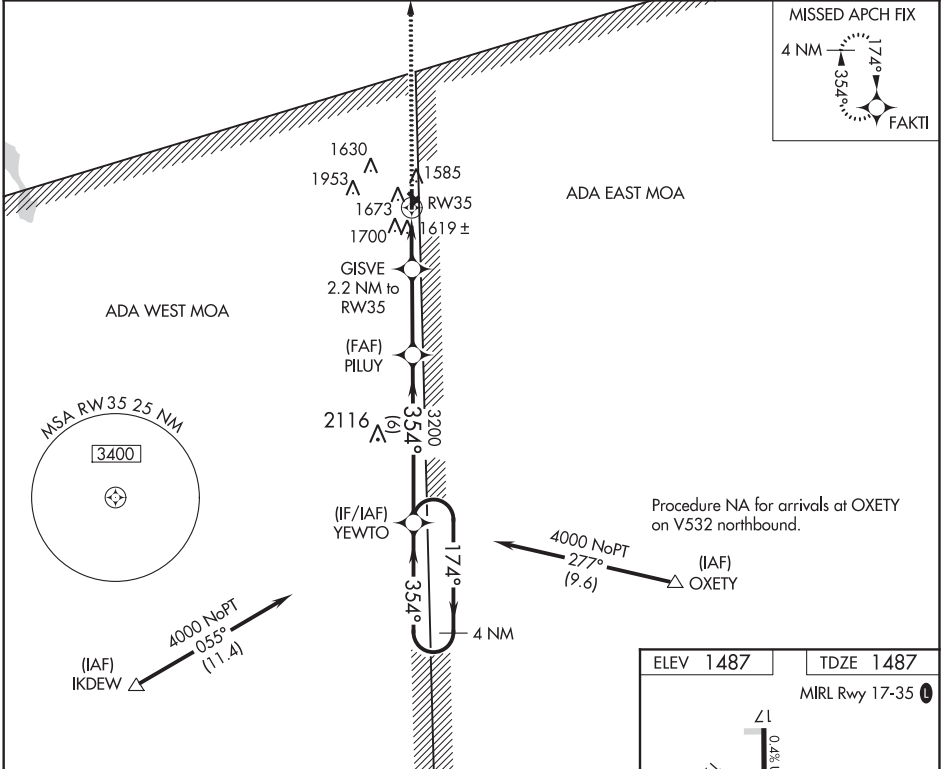 MISSED APCH FIX
4 NM
174°
354°
FAKTI
1630
1953
1585
1673
RW35
1700
1619 ±
ADA EAST MOA
GISVE
2.2 NM to
RW35
ADA WEST MOA
(FAF)
PILUY
MSA RW35 25 NM
3400
2116
(6)
354°
3200
(IF/IAF)
YEWTO
174°
354°
4 NM
Procedure NA for arrivals at OXETY
on V532 northbound.
4000 NoPT
277°
(9.6)
(IAF)
OXETY
4000 NoPT
055°
(11.4)
(IAF)
IKDEW
ELEV 1487
TDZE 1487
MIRL Rwy 17-35 L
17
0.4%